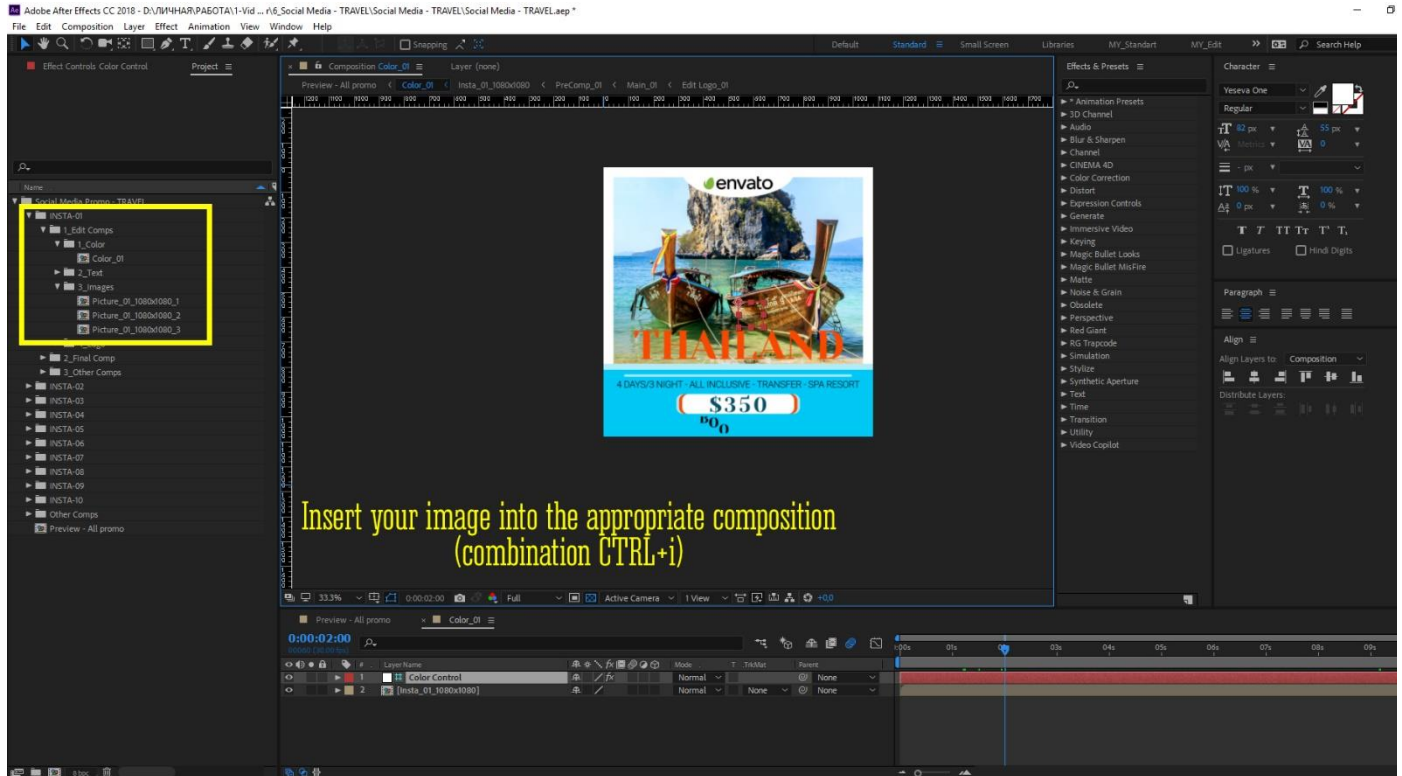 Adobe After Effects CC 2018 - D:\ЛИЧНАЯ\РАБОТА\1-Vid ... r\6_Social Media - TRAVEL\Social Media - TRAVEL\Social Media - TRAVEL.aep *
File Edit Composition Layer Effect Animation View Window Help
Snapping
Default Standard Small Screen Libraries MY_Standart MY_Edit Search Help
Effect Controls Color Control Project
Name
Social Media Promo - TRAVEL
INSTA-01
1_Edit Comps
1_Color
Color_01
2_Text
3_Images
Picture_01_1080x1080_1
Picture_01_1080x1080_2
Picture_01_1080x1080_3
2_Final Comp
3_Other Comps
INSTA-02
INSTA-03
INSTA-04
INSTA-05
INSTA-06
INSTA-07
INSTA-08
INSTA-09
INSTA-10
Other Comps
Preview - All promo
8 bpc
Composition Color_01 Layer (none)
Preview - All promo Color_01 Insta_01_1080x1080 PreComp_01 Main_01 Edit Logo_01
envato
THAILAND
4 DAYS/3 NIGHT - ALL INCLUSIVE - TRANSFER - SPA RESORT
$350
Insert your image into the appropriate composition
(combination CTRL+i)
33.3% 0:00:02:00 Full Active Camera 1 View +0,0
Effects & Presets
* Animation Presets
3D Channel
Audio
Blur & Sharpen
Channel
CINEMA 4D
Color Correction
Distort
Expression Controls
Generate
Immersive Video
Keying
Magic Bullet Looks
Magic Bullet MisFire
Matte
Noise & Grain
Obsolete
Perspective
Red Giant
RG Trapcode
Simulation
Stylize
Synthetic Aperture
Text
Time
Transition
Utility
Video Copilot
Character
Yeseva One
Regular
82 px 55 px
Metrics 0
- px
100 % 100 %
0 px 0 %
Ligatures Hindi Digits
Paragraph
Align
Align Layers to: Composition
Distribute Layers:
Preview - All promo Color_01
0:00:02:00
# Layer Name Mode T TrkMat Parent
1 Color Control Normal None
2 [Insta_01_1080x1080] Normal None None
01s 03s 04s 05s 06s 07s 08s 09s